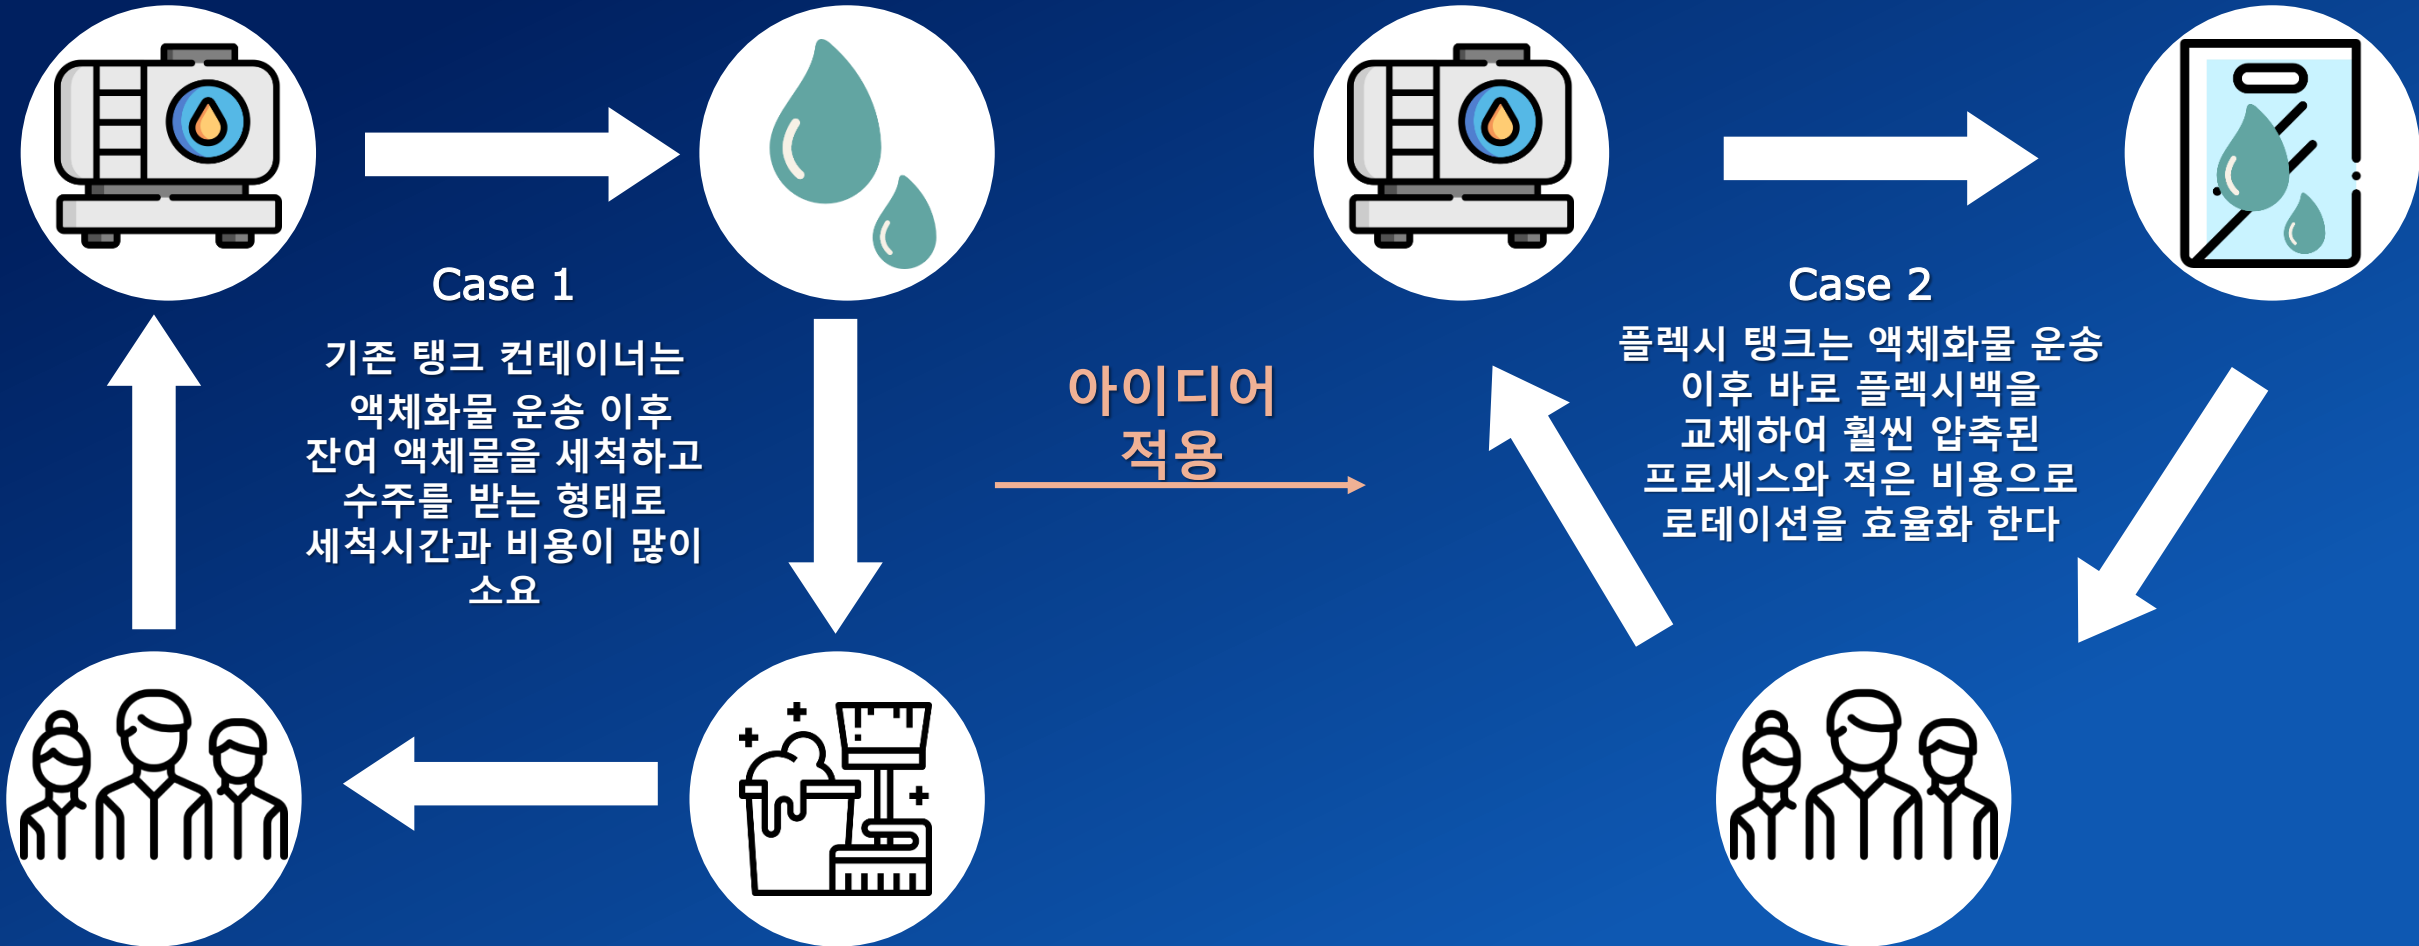 Case 1
기존 탱크 컨테이너는
액체화물 운송 이후
잔여 액체물을 세척하고
수주를 받는 형태로
세척시간과 비용이 많이
소요
아이디어
적용
Case 2
플렉시 탱크는 액체화물 운송
이후 바로 플렉시백을
교체하여 훨씬 압축된
프로세스와 적은 비용으로
로테이션을 효율화 한다